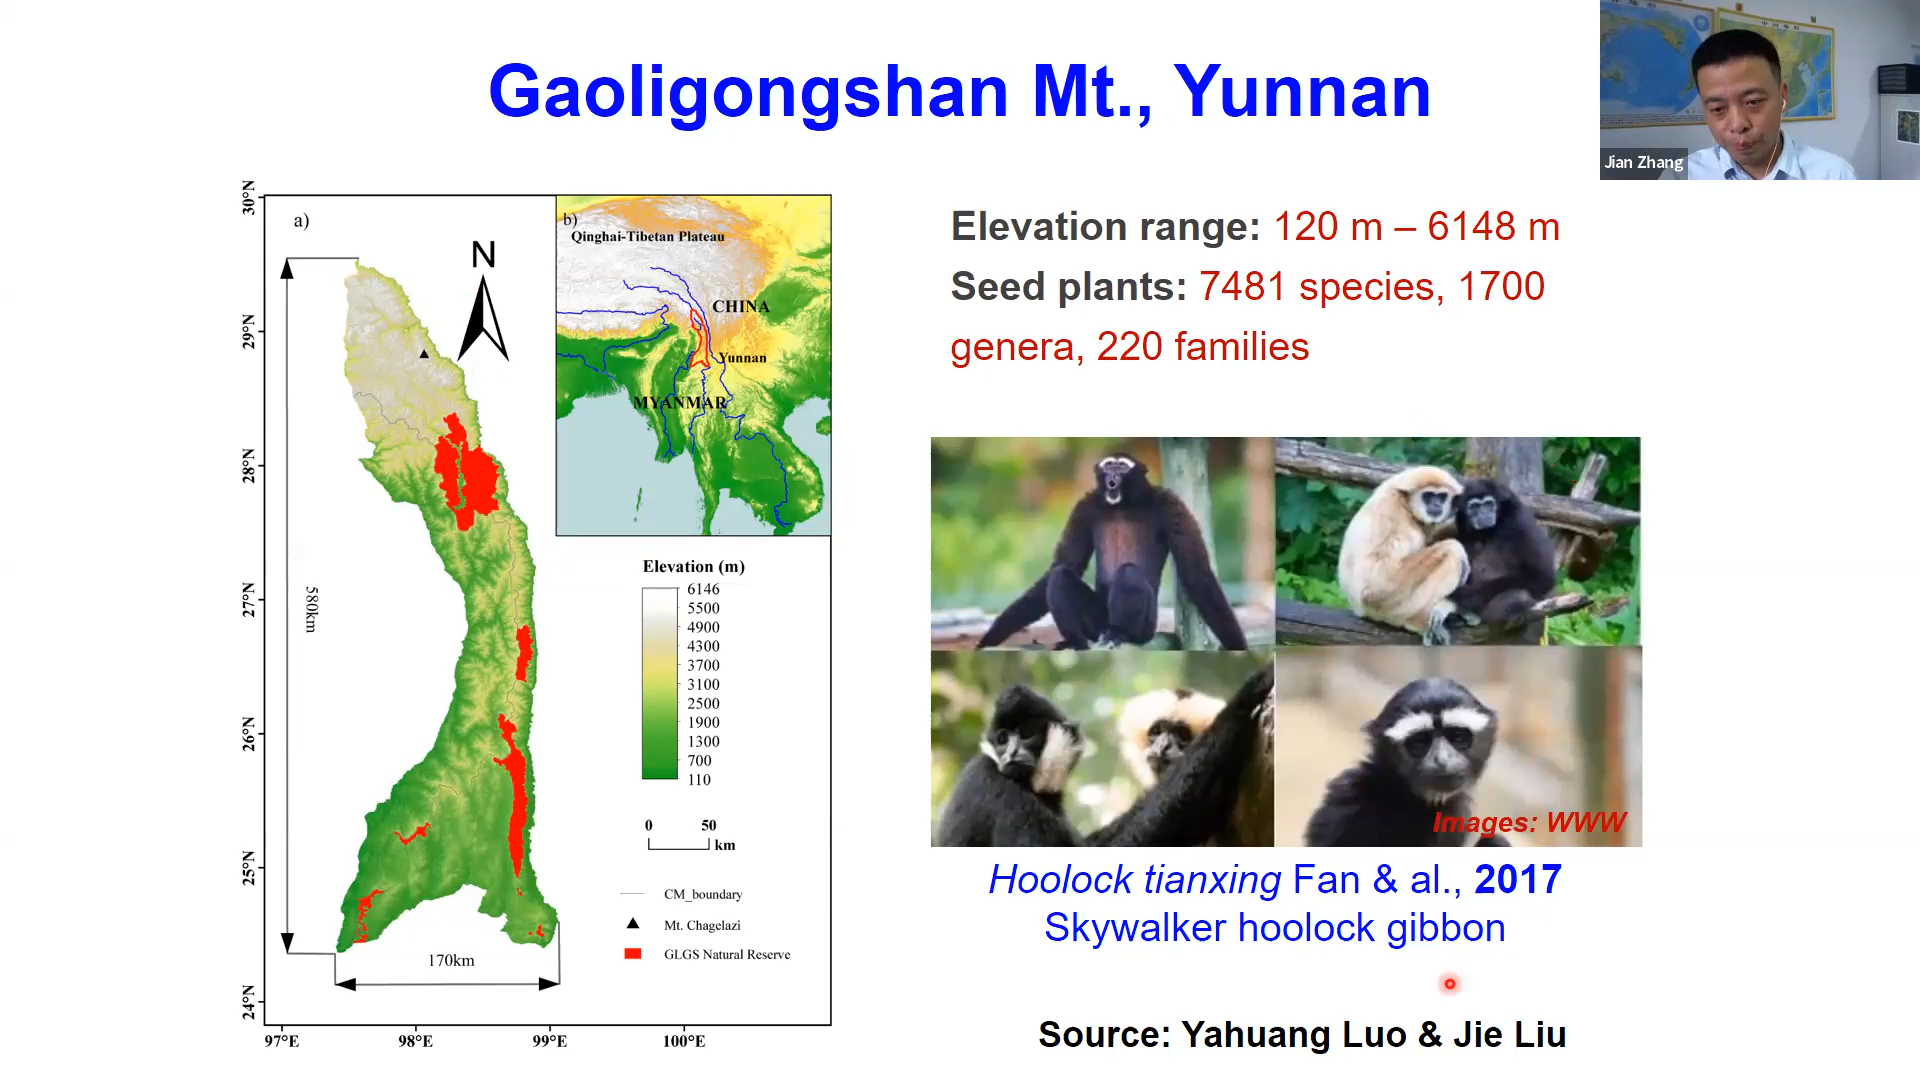 Gaoligongshan Mt., Yunnan
Jian Zhang
Elevation range: 120 m – 6148 m
Seed plants: 7481 species, 1700
genera, 220 families
a)
N
580km
170km
30°N
29°N
28°N
27°N
26°N
25°N
24°N
97°E
98°E
99°E
100°E
b)
Qinghai-Tibetan Plateau
CHINA
Yunnan
MYANMAR
Elevation (m)
6146
5500
4900
4300
3700
3100
2500
1900
1300
700
110
0 50
km
CM_boundary
Mt. Chagelazi
GLGS Natural Reserve
Images: WWW
Hoolock tianxing Fan & al., 2017
Skywalker hoolock gibbon
Source: Yahuang Luo & Jie Liu